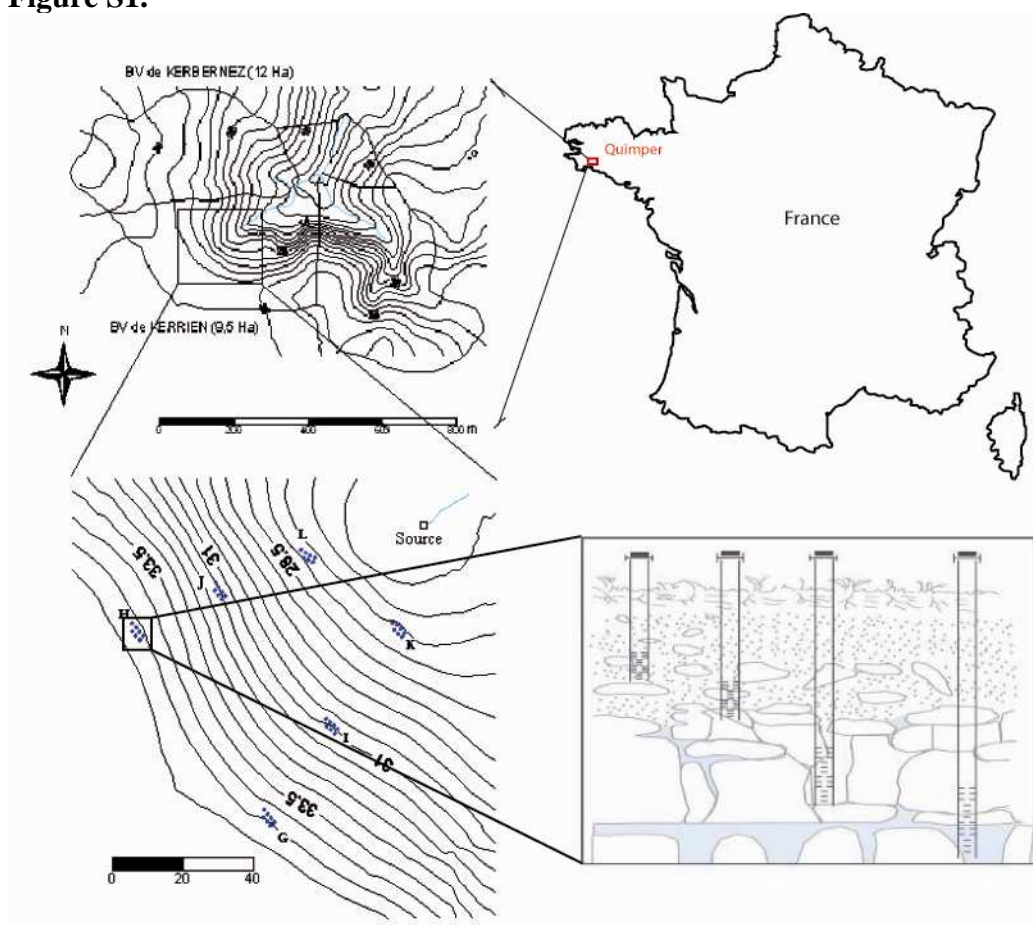 Figure S1.
BV de KERBERNEZ (12 Ha)
Quimper
France
BV de KERRIEN (9,5 Ha)
N
0 200 400 600 800 m
L
Source
28.5
31
J
33.5
H
K
I
31
33.5
G
0 20 40